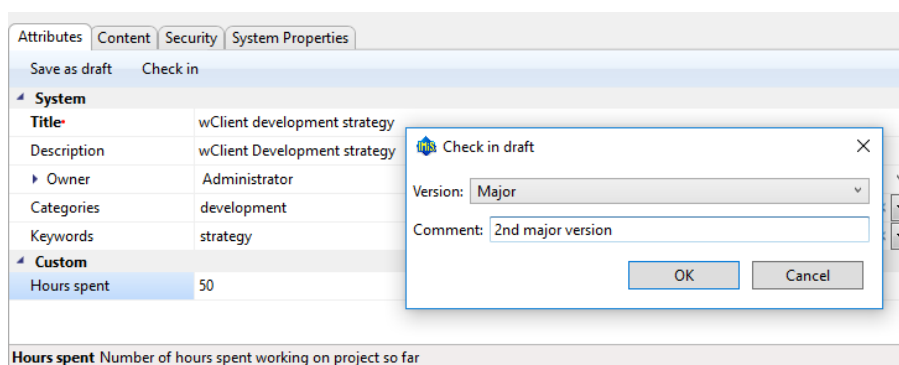 Attributes Content Security System Properties
Save as draft Check in
System
Title•
wClient development strategy
Description
wClient Development strategy
Owner
Administrator
Categories
development
Keywords
strategy
Custom
Hours spent
50
Hours spent Number of hours spent working on project so far
IMiS Check in draft
Version: Major
Comment: 2nd major version
OK Cancel